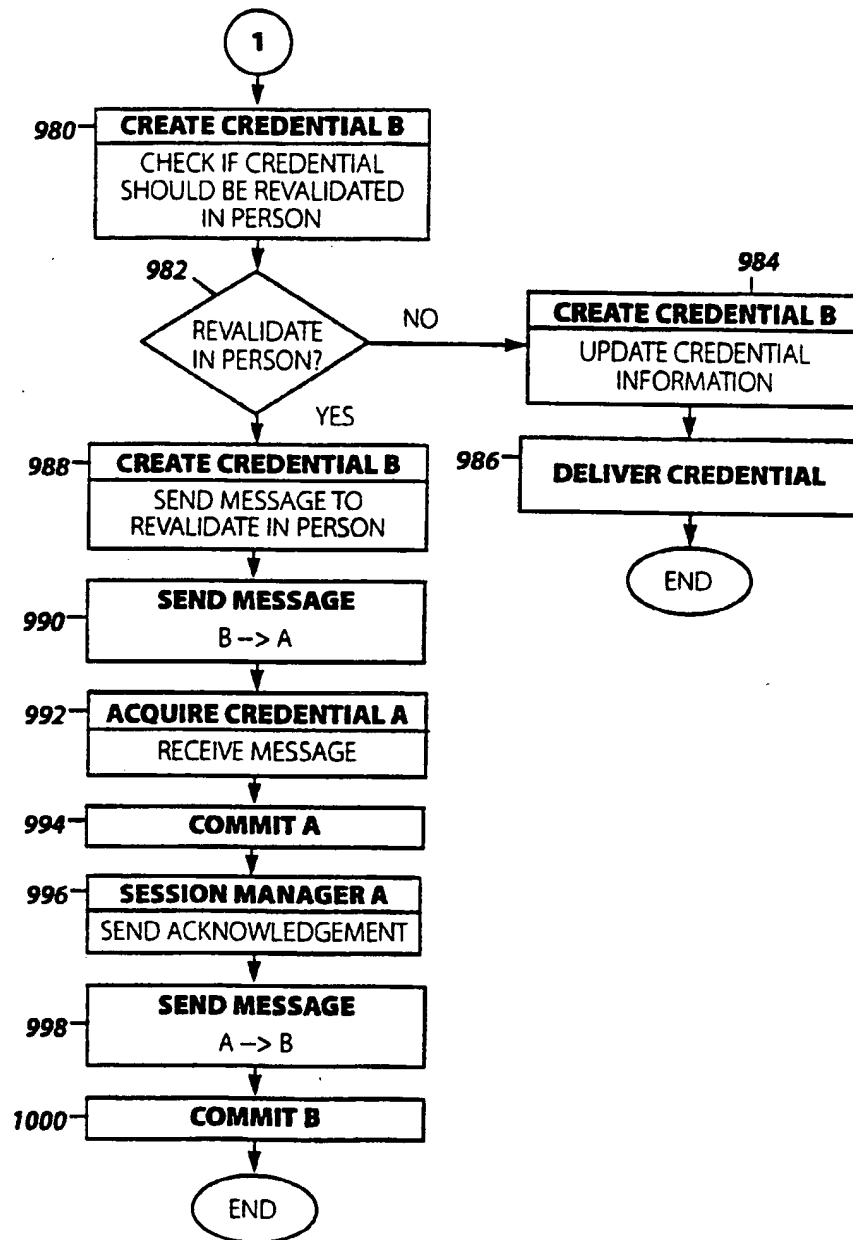 1
980
CREATE CREDENTIAL B
CHECK IF CREDENTIAL
SHOULD BE REVALIDATED
IN PERSON
982
REVALIDATE
IN PERSON?
NO
YES
984
CREATE CREDENTIAL B
UPDATE CREDENTIAL
INFORMATION
986
DELIVER CREDENTIAL
END
988
CREATE CREDENTIAL B
SEND MESSAGE TO
REVALIDATE IN PERSON
990
SEND MESSAGE
B --> A
992
ACQUIRE CREDENTIAL A
RECEIVE MESSAGE
994
COMMIT A
996
SESSION MANAGER A
SEND ACKNOWLEDGEMENT
998
SEND MESSAGE
A --> B
1000
COMMIT B
END